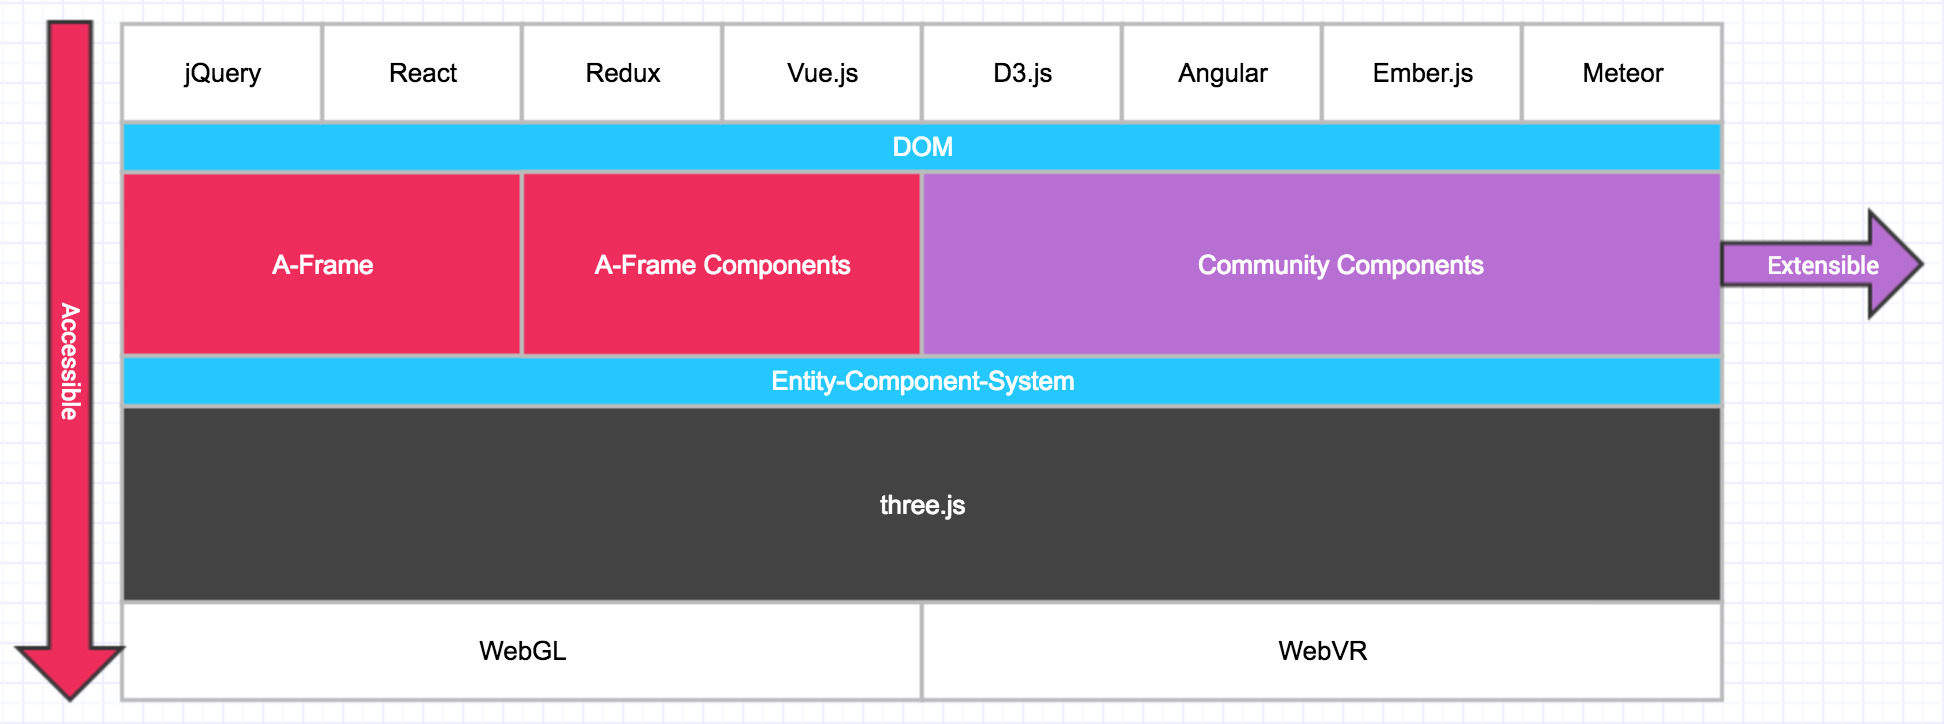 jQuery
React
Redux
Vue.js
D3.js
Angular
Ember.js
Meteor
DOM
A-Frame
A-Frame Components
Community Components
Extensible
Accessible
Entity-Component-System
three.js
WebGL
WebVR